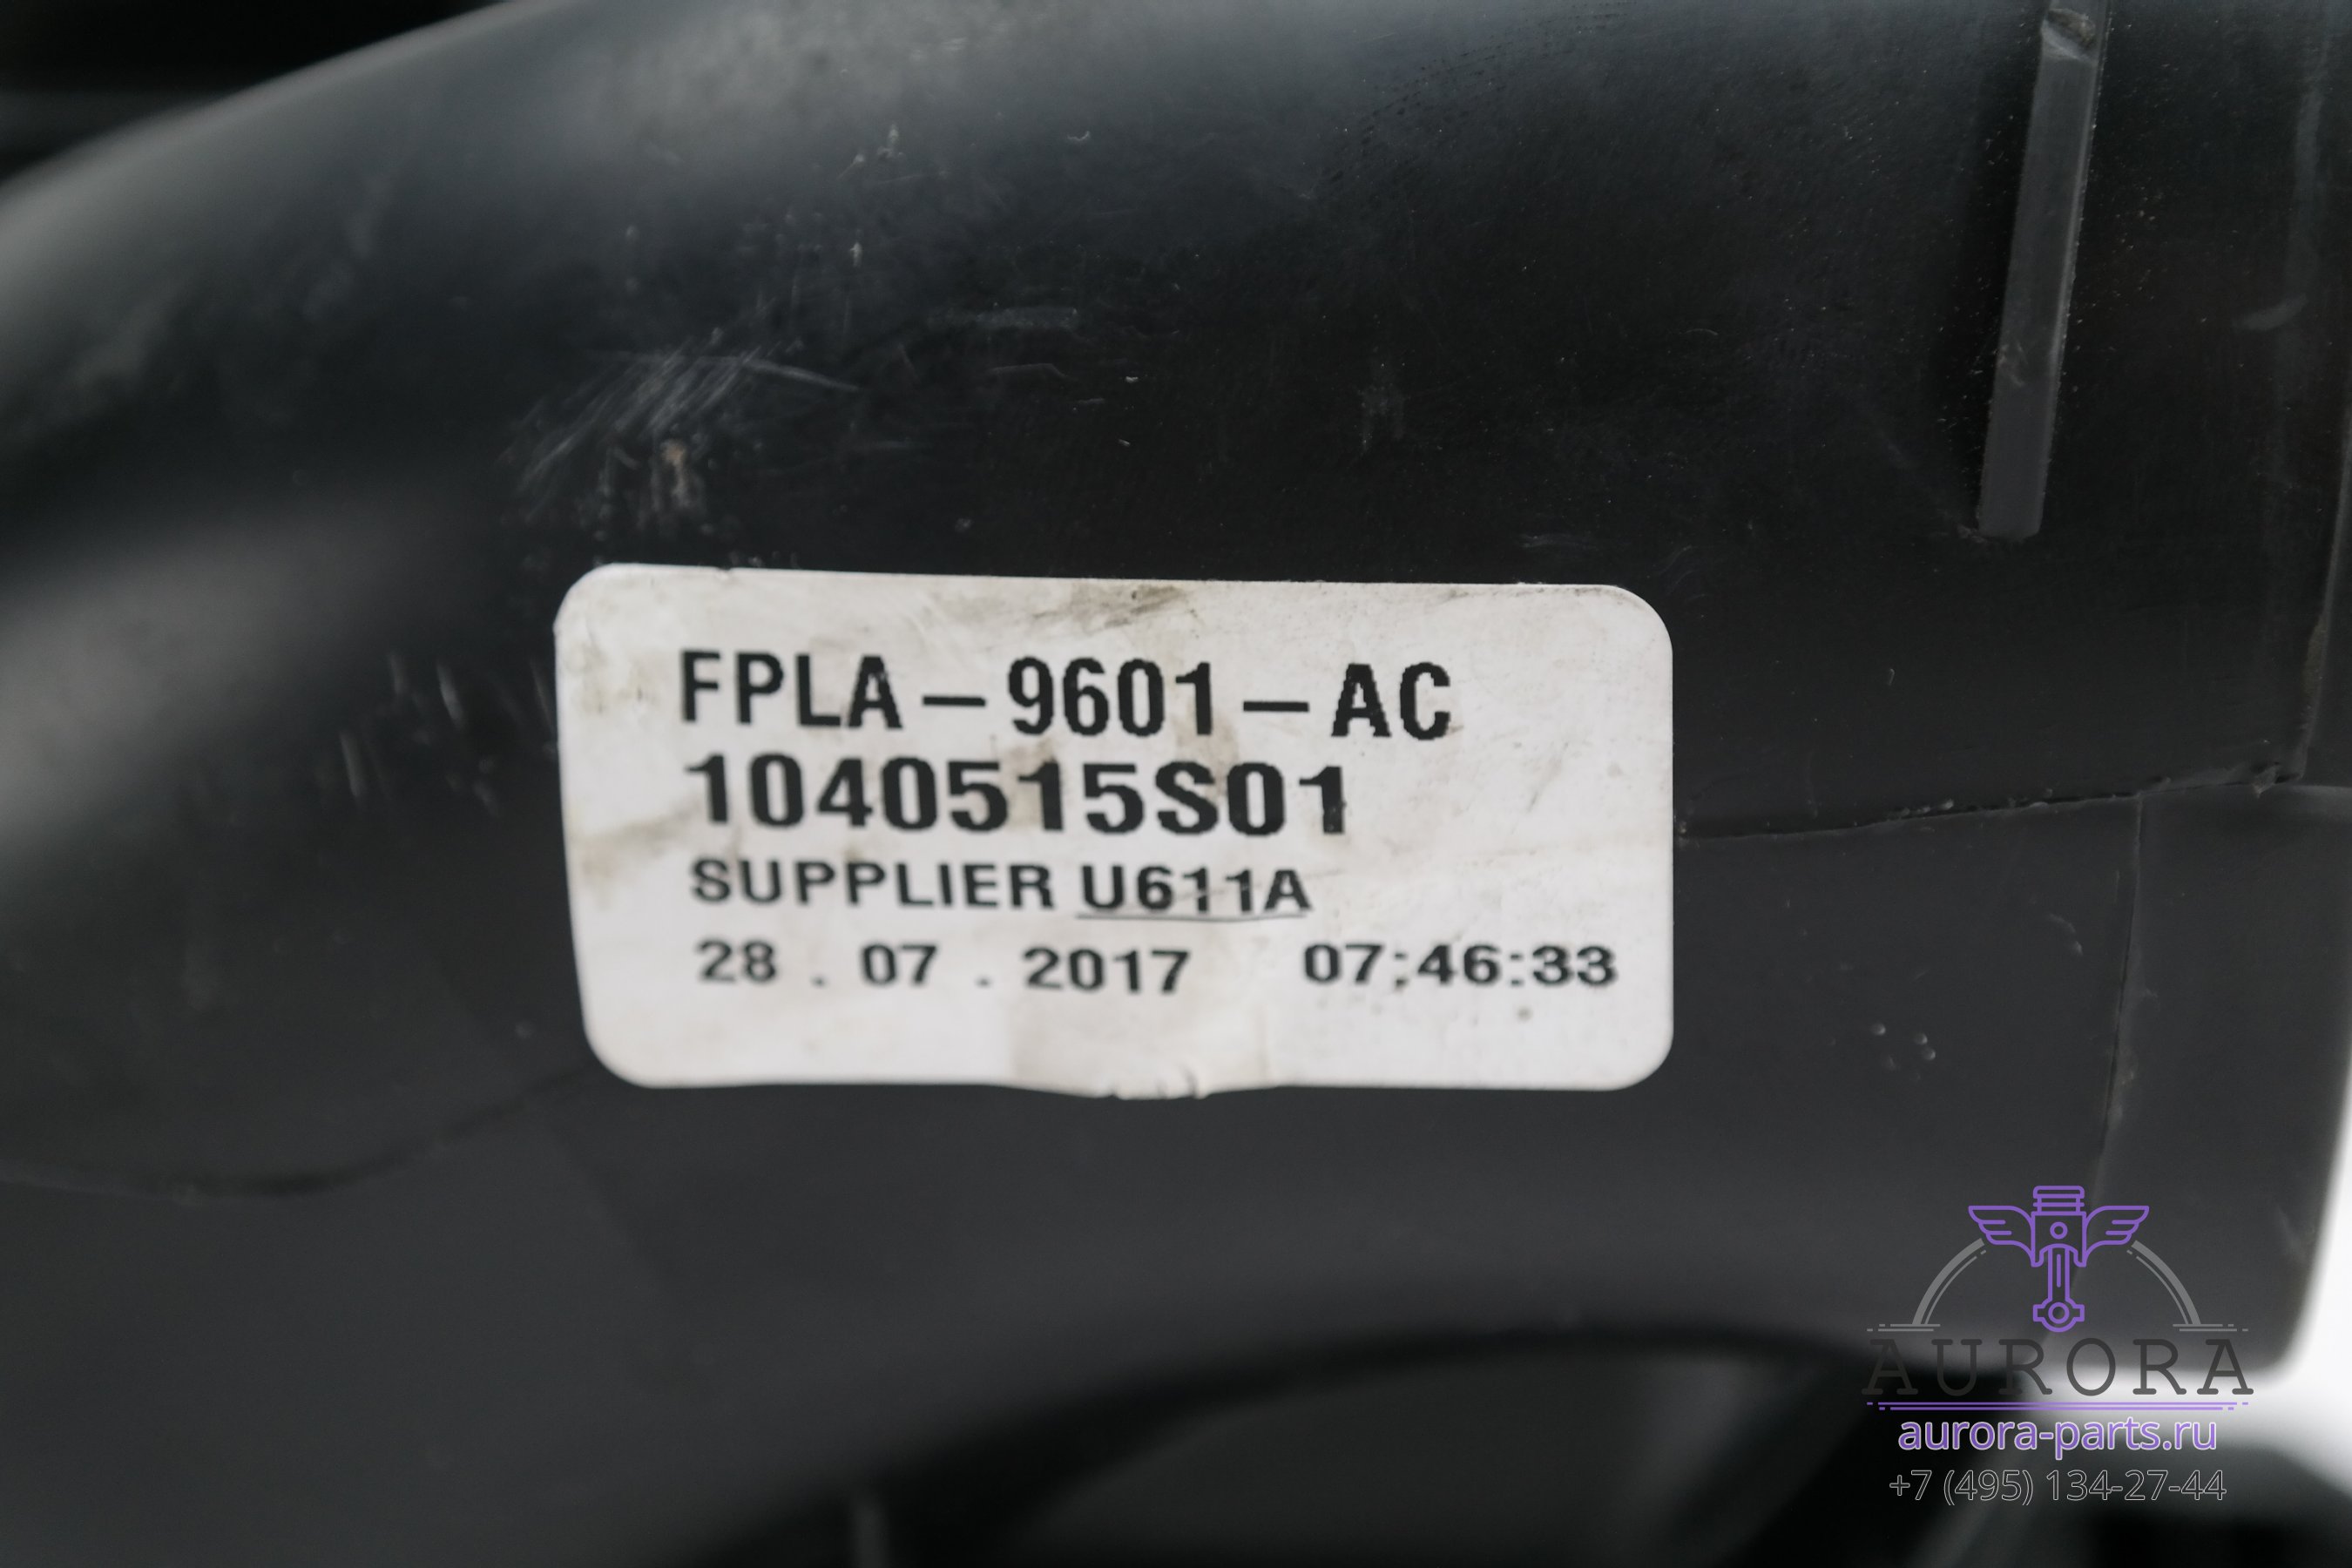 FPLA-9601-AC
1040515S01
SUPPLIER U611A
28 . 07 . 2017 07:46:33
AURORA
aurora-parts.ru
+7 (495) 134-27-44